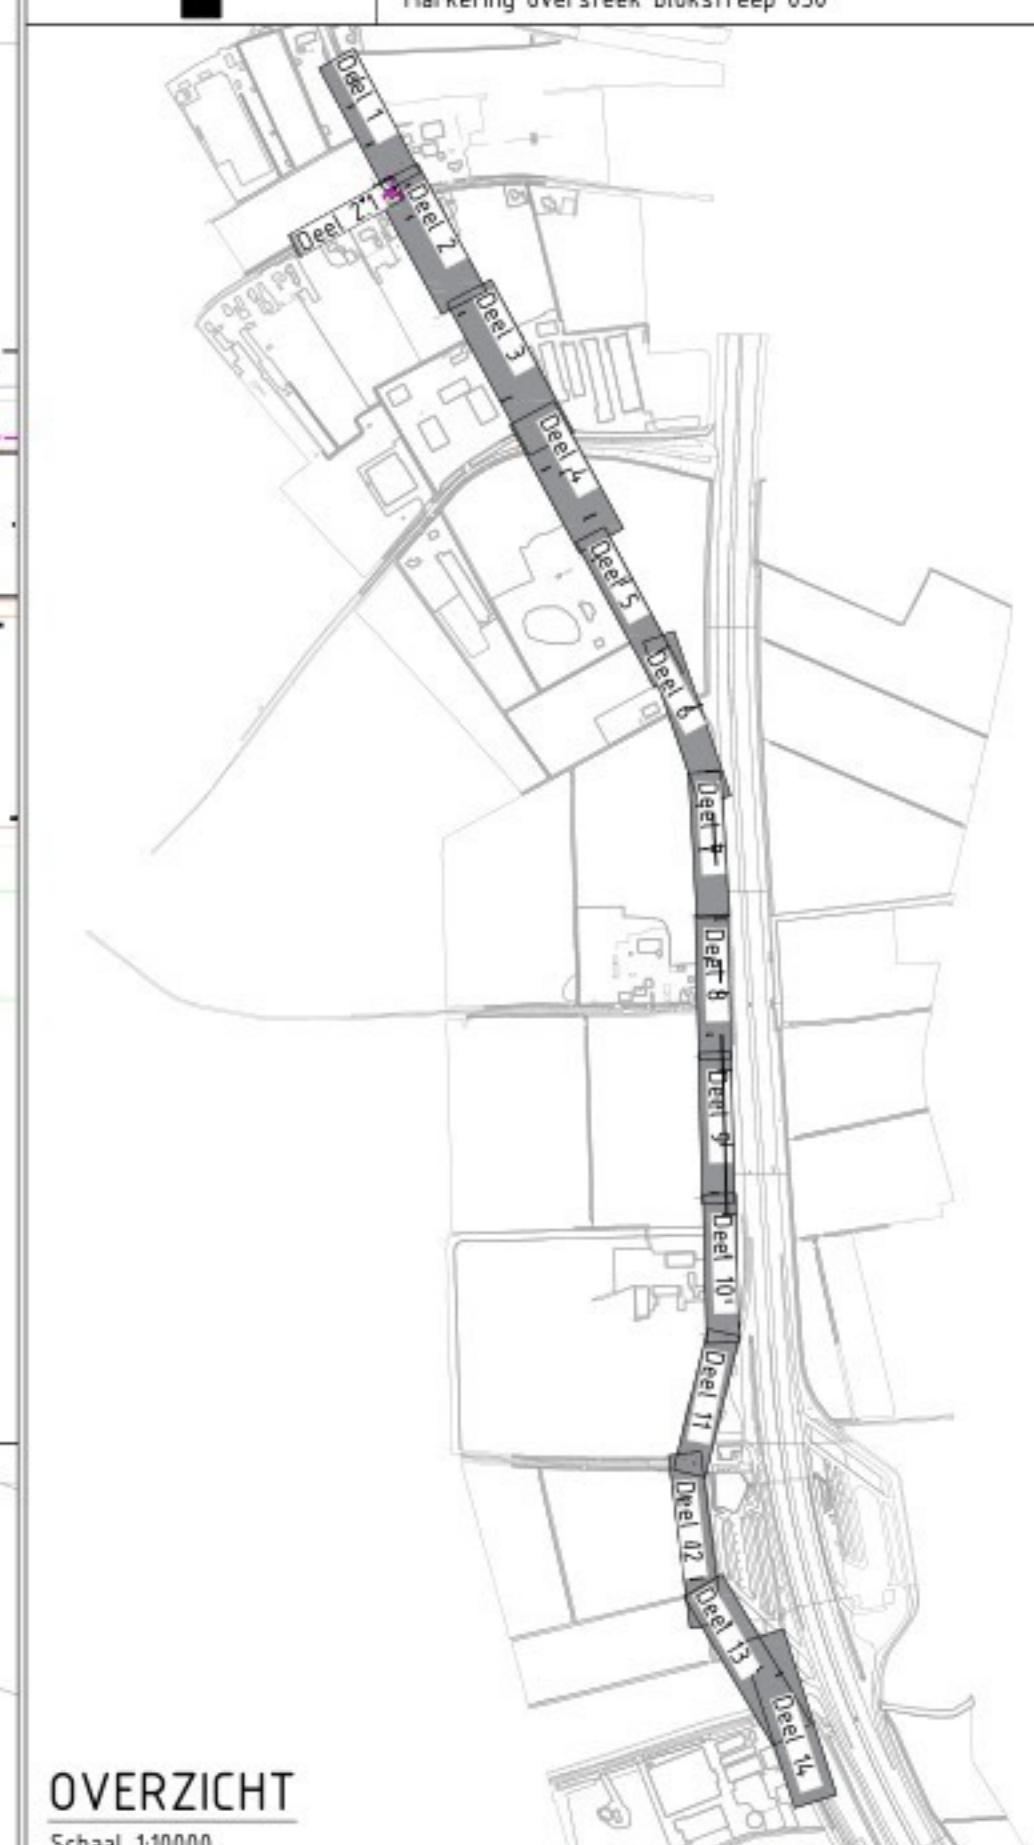 Markering oversteek blokstreep 050
Deel 1
Deel 2.1
Deel 2
Deel 3
Deel 4
Deel 5
Deel 6
Deel 7
Deel 8
Deel 9
Deel 10
Deel 11
Deel 12
Deel 13
Deel 14
OVERZICHT
Schaal 1:10000